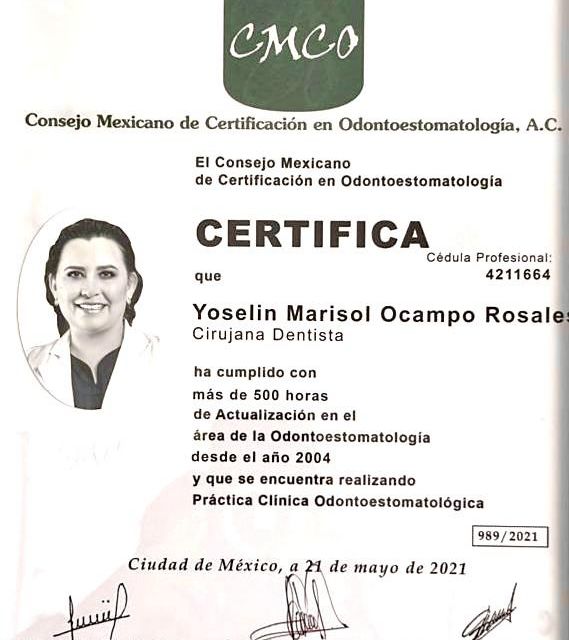 CMCO
Consejo Mexicano de Certificación en Odontoestomatología, A.C.
El Consejo Mexicano
de Certificación en Odontoestomatología
CERTIFICA
Cédula Profesional:
4211664
que
Yoselin Marisol Ocampo Rosales
Cirujana Dentista
ha cumplido con
más de 500 horas
de Actualización en el
área de la Odontoestomatología
desde el año 2004
y que se encuentra realizando
Práctica Clínica Odontoestomatológica
989/2021
Ciudad de México, a 21 de mayo de 2021